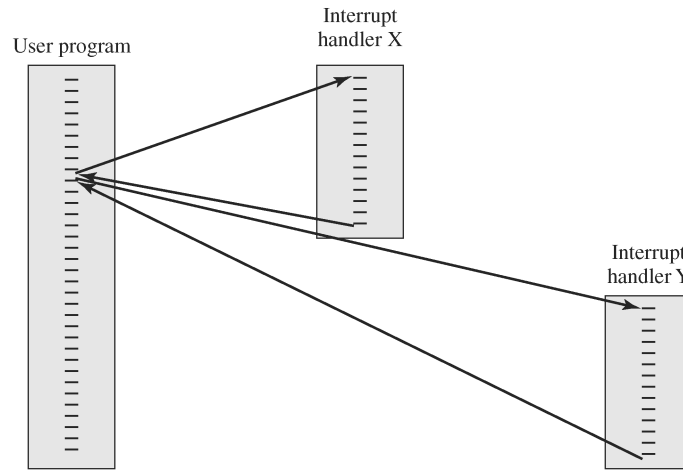 User program
Interrupt
handler X
Interrupt
handler Y